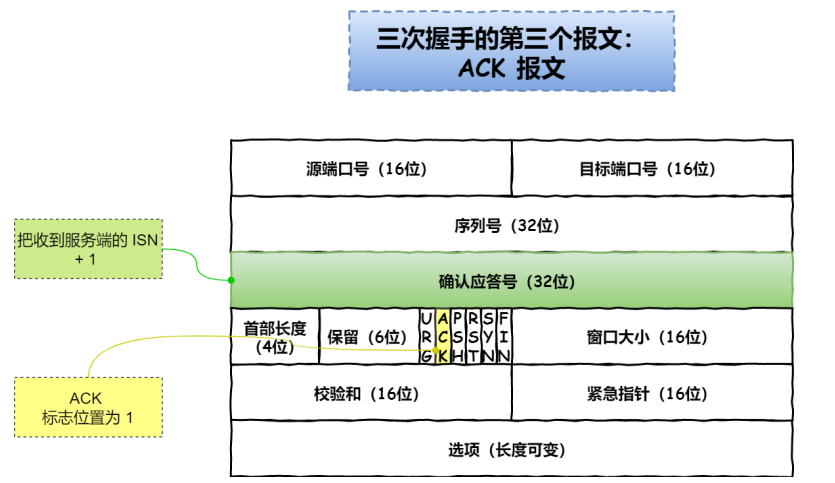 三次握手的第三个报文：
ACK 报文
源端口号（16位）
目标端口号（16位）
序列号（32位）
把收到服务端的 ISN
+ 1
确认应答号（32位）
首部长度
（4位）
保留（6位）
URG
ACK
PSH
RST
SYN
FIN
窗口大小（16位）
ACK
标志位置为 1
校验和（16位）
紧急指针（16位）
选项（长度可变）